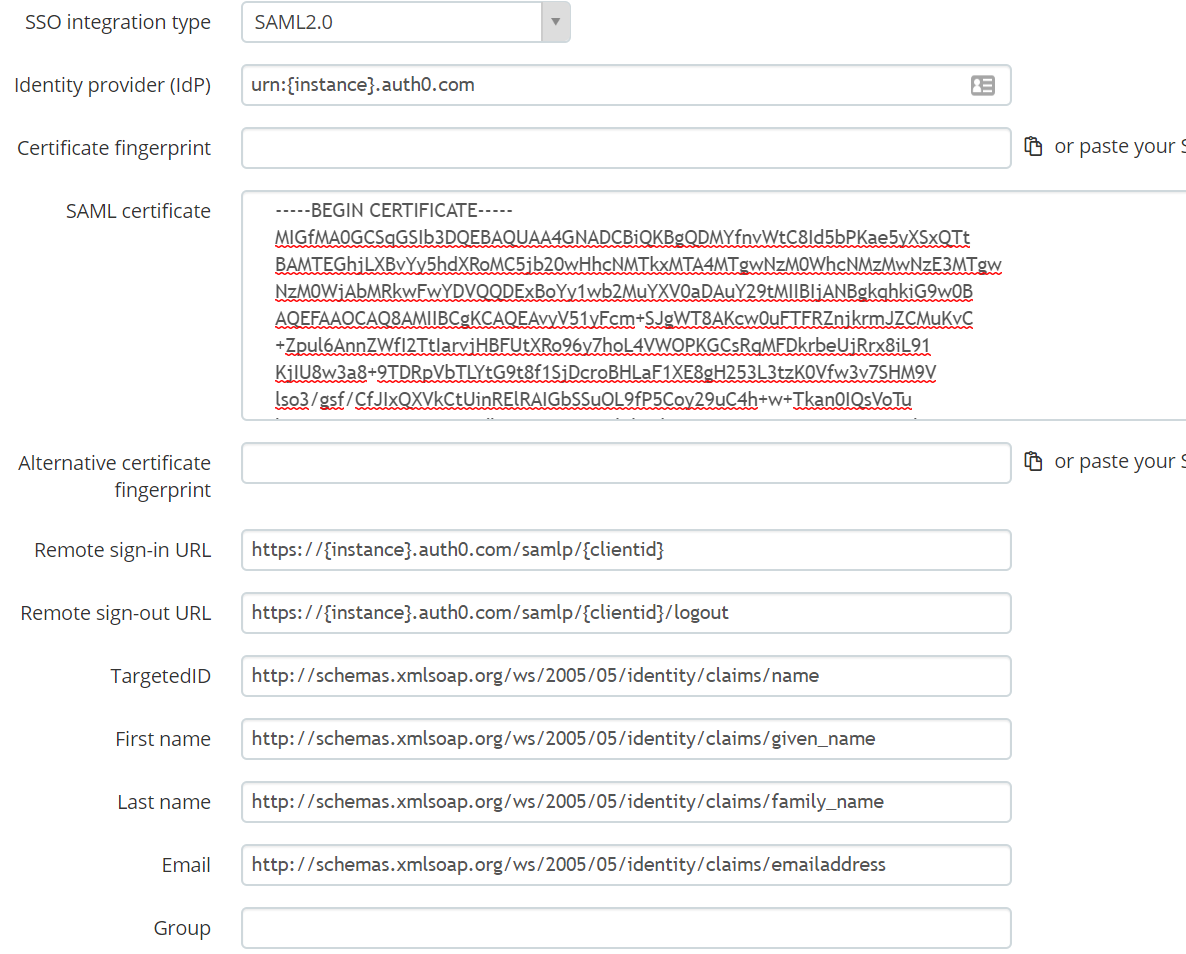 SSO integration type SAML2.0
Identity provider (IdP) urn:{instance}.auth0.com
Certificate fingerprint or paste your S
SAML certificate -----BEGIN CERTIFICATE-----
MIGfMA0GCSqGSIb3DQEBAQUAA4GNADCBiQKBgQDMYfnvWtC8Id5bPKae5yXSxQTt
BAMTEGhjLXBvYy5hdXRoMC5jb20wHhcNMTkxMTA4MTgwNzM0WhcNMzMwNzE3MTgw
NzM0WjAbMRkwFwYDVQQDExBoYy1wb2MuYXV0aDAuY29tMIIBIjANBgkqhkiG9w0B
AQEFAAOCAQ8AMIIBCgKCAQEAvyV51yFcm+SJgWT8AKcw0uFTFRZnjkrmJZCMuKvC
+Zpul6AnnZWfI2TtIarvjHBFUtXRo96y7hoL4VWOPKGCsRqMFDkrbeUjRrx8iL91
KjIU8w3a8+9TDRpVbTLYtG9t8f1SjDcroBHLaF1XE8gH253L3tzK0Vfw3v7SHM9V
lso3/gsf/CfJIxQXVkCtUinRElRAIGbSSuOL9fP5Coy29uC4h+w+Tkan0IQsVoTu
Alternative certificate fingerprint or paste your S
Remote sign-in URL https://{instance}.auth0.com/samlp/{clientid}
Remote sign-out URL https://{instance}.auth0.com/samlp/{clientid}/logout
TargetedID http://schemas.xmlsoap.org/ws/2005/05/identity/claims/name
First name http://schemas.xmlsoap.org/ws/2005/05/identity/claims/given_name
Last name http://schemas.xmlsoap.org/ws/2005/05/identity/claims/family_name
Email http://schemas.xmlsoap.org/ws/2005/05/identity/claims/emailaddress
Group